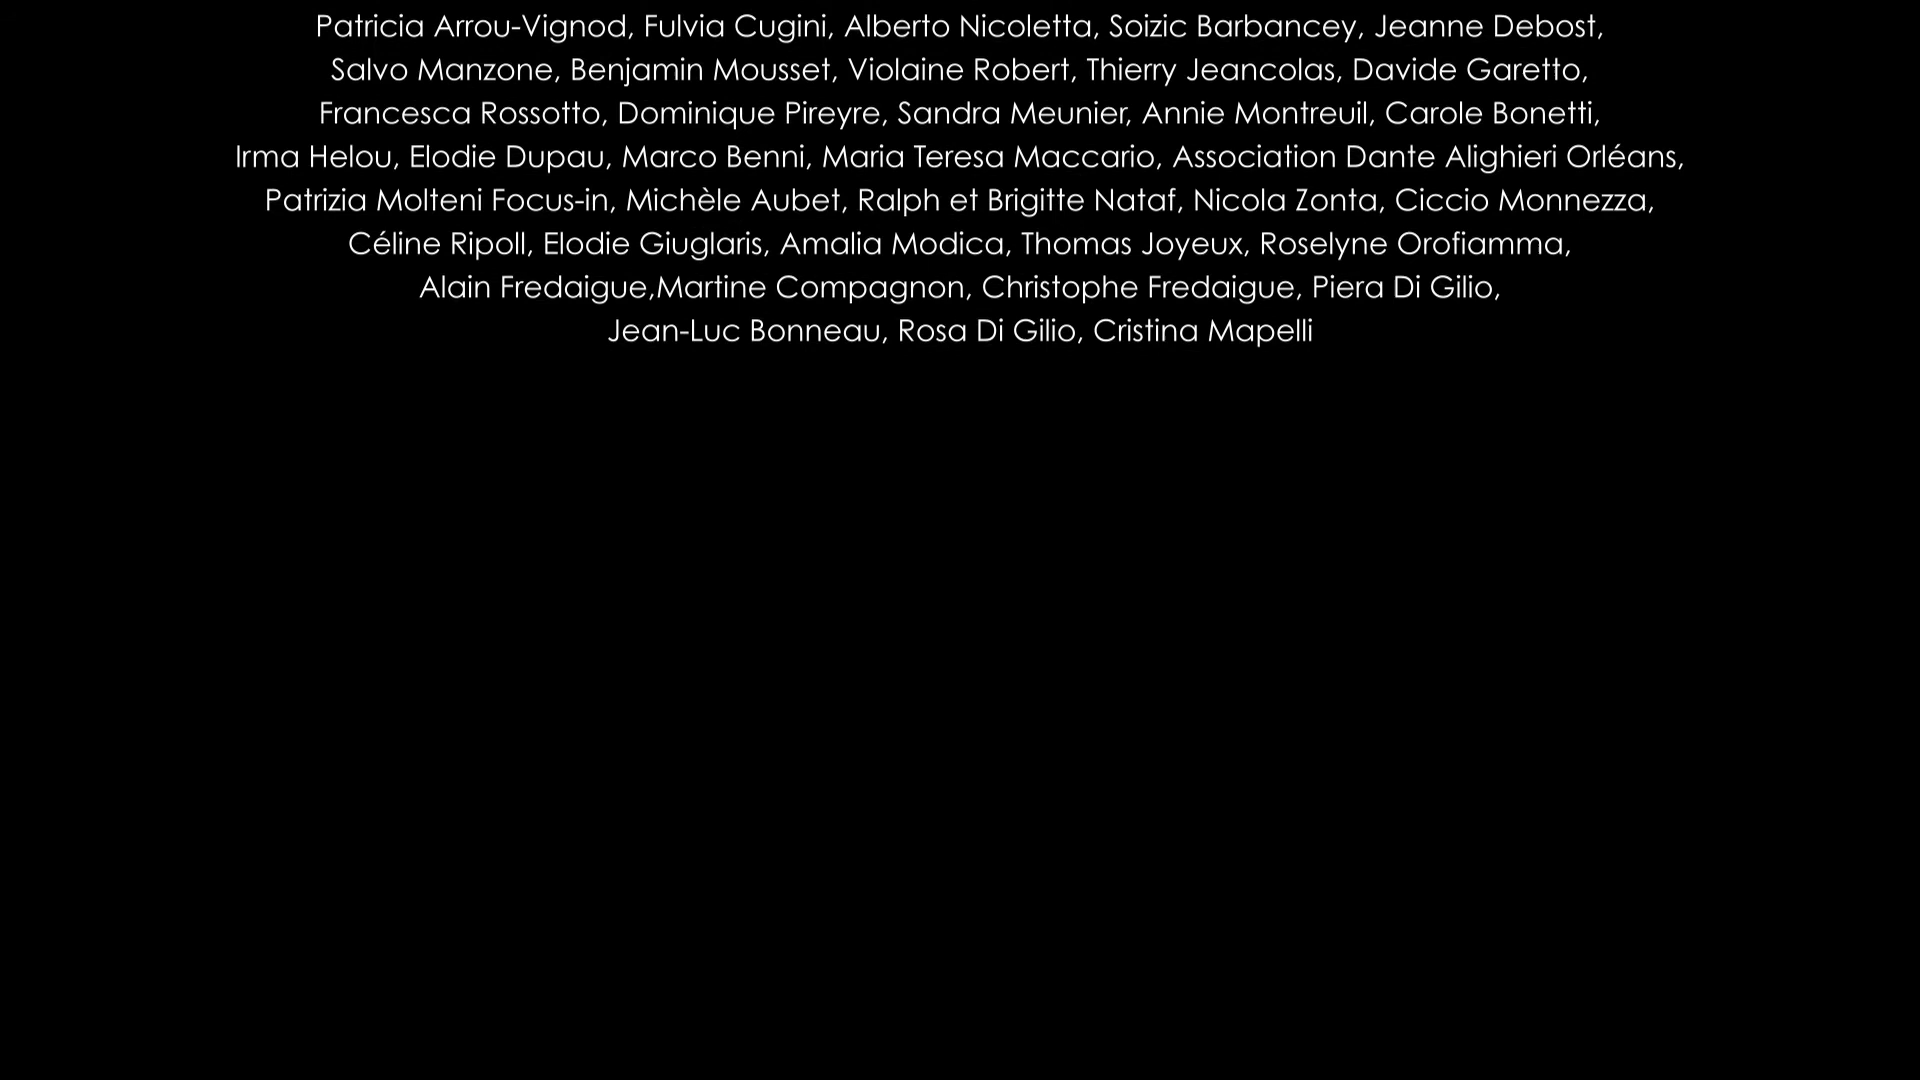 Patricia Arrou-Vignod, Fulvia Cugini, Alberto Nicoletta, Soizic Barbancey, Jeanne Debost,
Salvo Manzone, Benjamin Mousset, Violaine Robert, Thierry Jeancolas, Davide Garetto,
Francesca Rossotto, Dominique Pireyre, Sandra Meunier, Annie Montreuil, Carole Bonetti,
Irma Helou, Elodie Dupau, Marco Benni, Maria Teresa Maccario, Association Dante Alighieri Orléans,
Patrizia Molteni Focus-in, Michèle Aubet, Ralph et Brigitte Nataf, Nicola Zonta, Ciccio Monnezza,
Céline Ripoll, Elodie Giuglaris, Amalia Modica, Thomas Joyeux, Roselyne Orofiamma,
Alain Fredaigue,Martine Compagnon, Christophe Fredaigue, Piera Di Gilio,
Jean-Luc Bonneau, Rosa Di Gilio, Cristina Mapelli